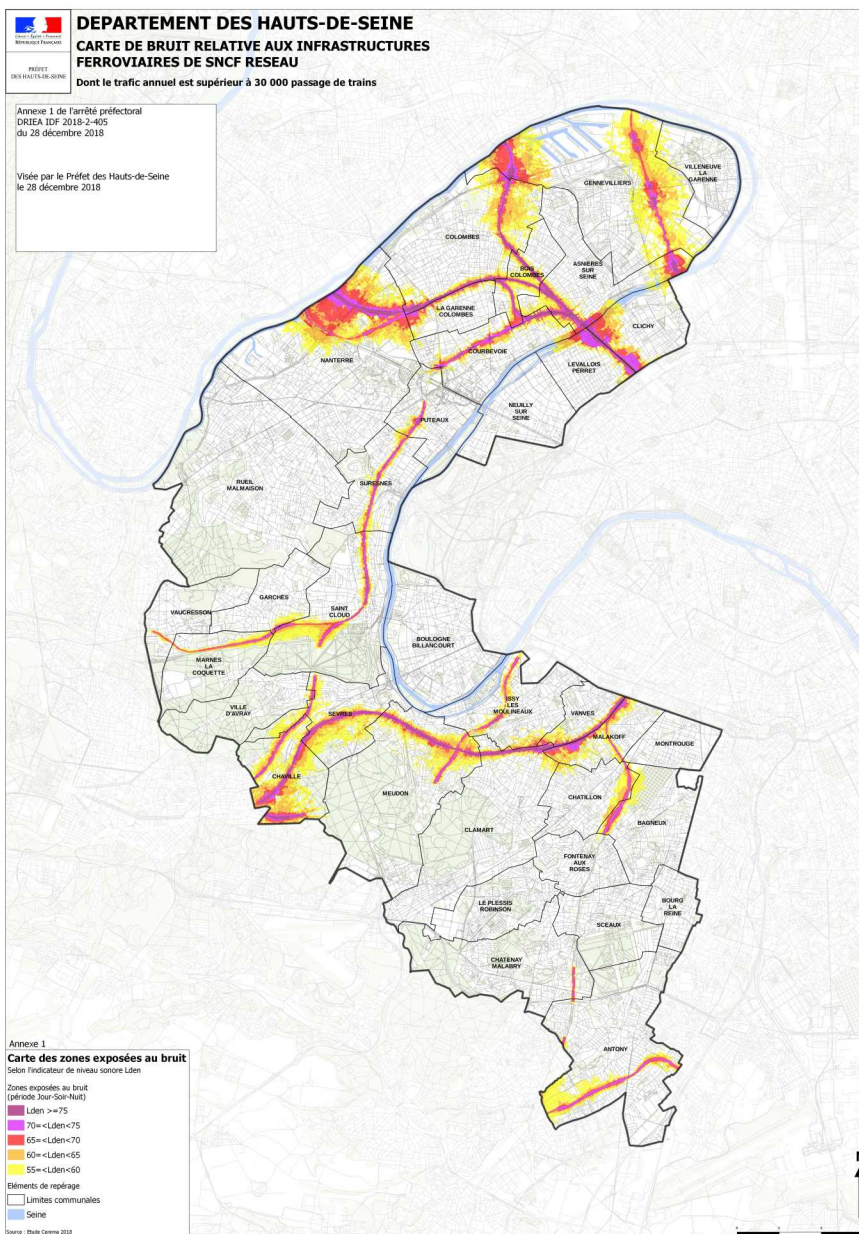 DEPARTEMENT DES HAUTS-DE-SEINE
CARTE DE BRUIT RELATIVE AUX INFRASTRUCTURES
FERROVIAIRES DE SNCF RESEAU
Dont le trafic annuel est supérieur à 30 000 passage de trains
Liberté • Égalité • Fraternité
RÉPUBLIQUE FRANÇAISE
PRÉFET
DES HAUTS-DE-SEINE
Annexe 1 de l'arrêté préfectoral
DRIEA IDF 2018-2-405
du 28 décembre 2018
Visée par le Préfet des Hauts-de-Seine
le 28 décembre 2018
VILLENEUVE
LA
GARENNE
GENNEVILLIERS
COLOMBES
BOIS
COLOMBES
ASNIERES
SUR
SEINE
LA GARENNE
COLOMBES
CLICHY
COURBEVOIE
LEVALLOIS
PERRET
NANTERRE
NEUILLY
SUR
SEINE
PUTEAUX
RUEIL
MALMAISON
SURESNES
GARCHES
VAUCRESSON
SAINT
CLOUD
BOULOGNE
BILLANCOURT
MARNES
LA
COQUETTE
VILLE
D'AVRAY
SEVRES
ISSY
LES
MOULINEAUX
VANVES
MALAKOFF
MONTROUGE
CHAVILLE
MEUDON
CHATILLON
BAGNEUX
CLAMART
FONTENAY
AUX
ROSES
LE PLESSIS
ROBINSON
BOURG
LA
REINE
SCEAUX
CHATENAY
MALABRY
ANTONY
Annexe 1
Carte des zones exposées au bruit
Selon l'indicateur de niveau sonore Lden
Zones exposées au bruit
(période Jour-Soir-Nuit)
Lden >=75
70=<Lden<75
65=<Lden<70
60=<Lden<65
55=<Lden<60
Eléments de repérage
Limites communales
Seine
Source : Etude Cerema 2018